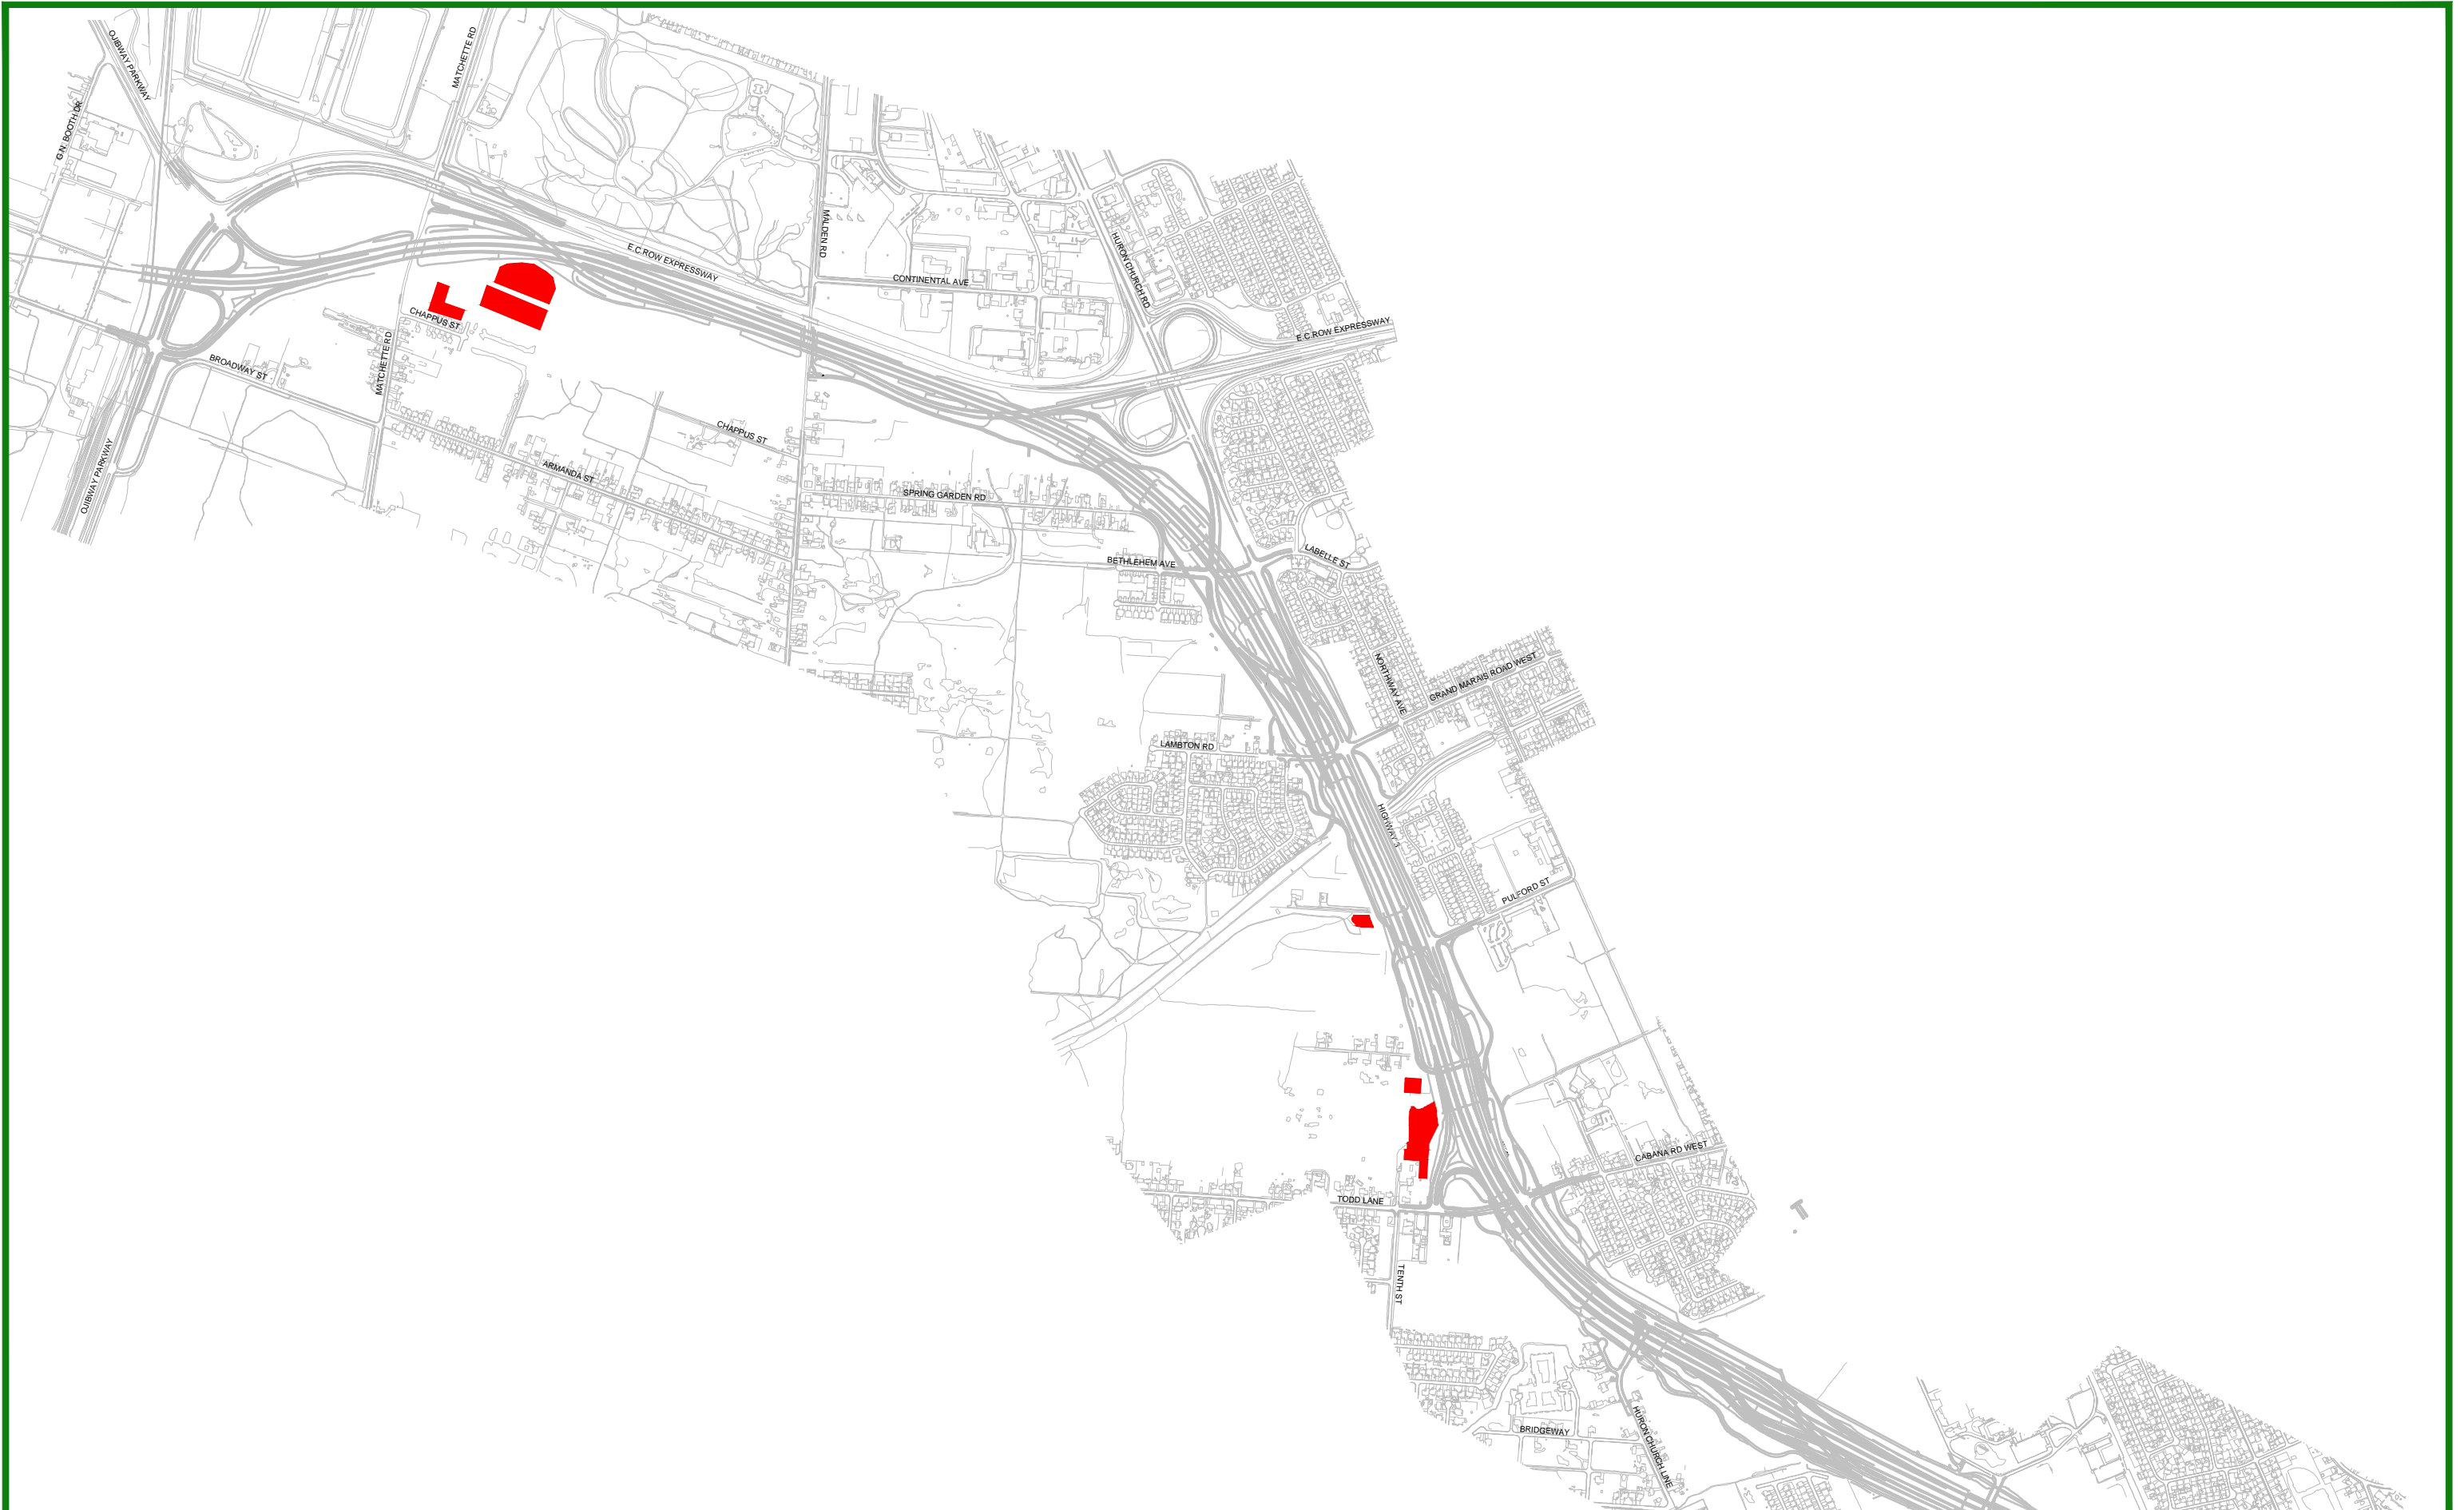 OJIBWAY PARKWAY
MATCHETTE RD
G.N. BOOTH DR
MALDEN RD
E.C.ROW EXPRESSWAY
CONTINENTAL AVE
HURON CHURCH RD
E.C.ROW EXPRESSWAY
CHAPPUS ST
MATCHETTE RD
BROADWAY ST
OJIBWAY PARKWAY
CHAPPUS ST
ARMANDA ST
SPRING GARDEN RD
BETHLEHEM AVE
LABELLE ST
NORTHWAY AVE
GRAND MARAIS ROAD WEST
LAMBTON RD
HIGHWAY 3
PULFORD ST
CABANA RD WEST
TODD LANE
TENTH ST
BRIDGEWAY
HURON CHURCH LINE